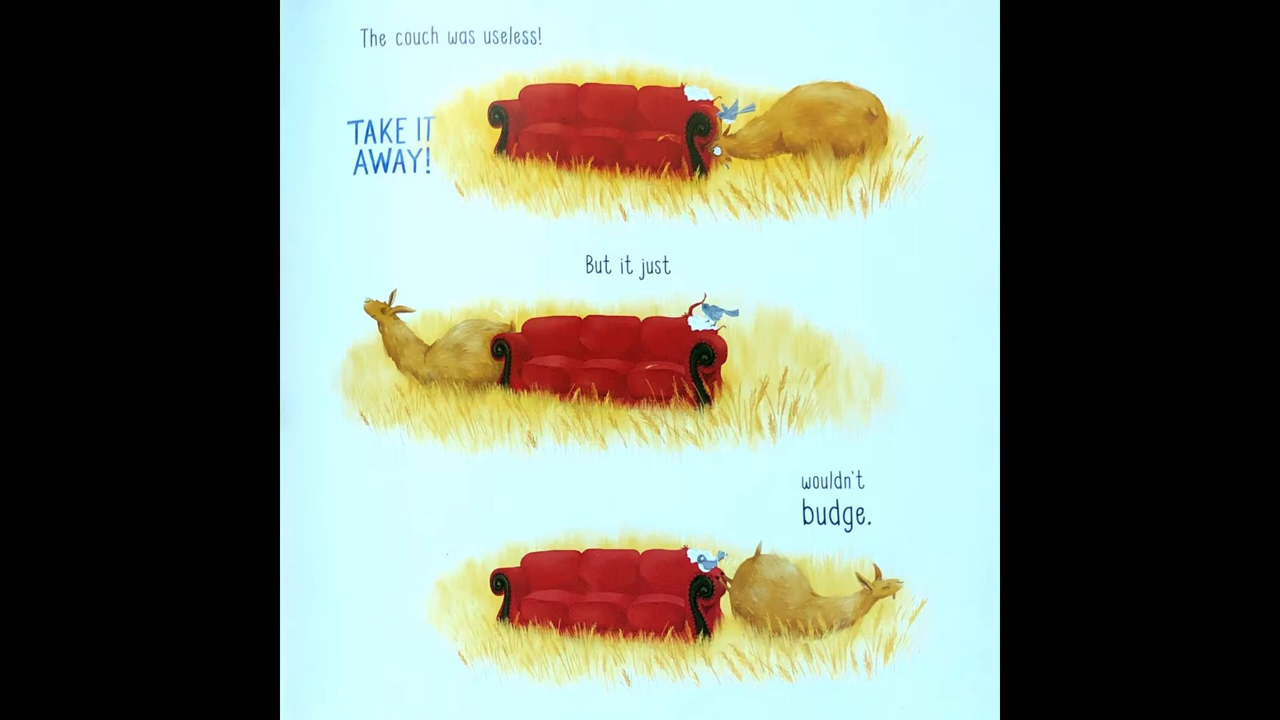 The couch was useless!
TAKE IT
AWAY!
But it just
wouldn't
budge.